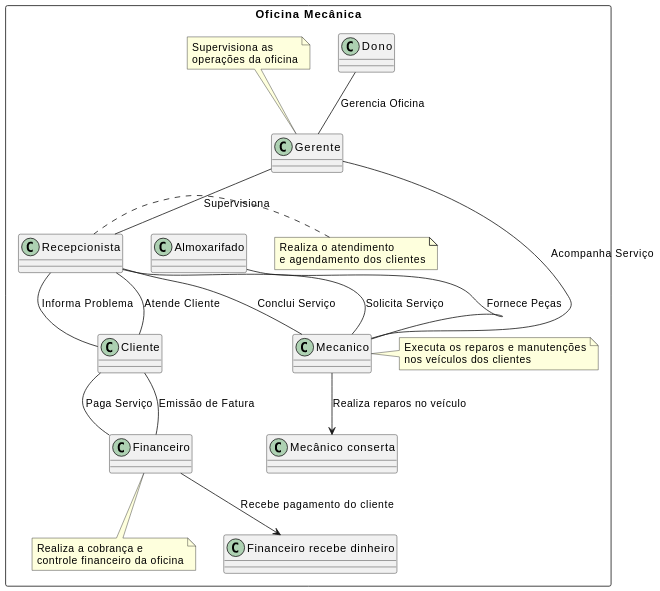 Oficina Mecânica
Supervisiona as
operações da oficina
C Dono
Gerencia Oficina
C Gerente
Supervisiona
C Recepcionista
C Almoxarifado
Realiza o atendimento
e agendamento dos clientes
Acompanha Serviço
Informa Problema
Atende Cliente
Conclui Serviço
Solicita Serviço
Fornece Peças
C Cliente
C Mecanico
Executa os reparos e manutenções
nos veículos dos clientes
Paga Serviço
Emissão de Fatura
Realiza reparos no veículo
C Financeiro
C Mecânico conserta
Recebe pagamento do cliente
Realiza a cobrança e
controle financeiro da oficina
C Financeiro recebe dinheiro